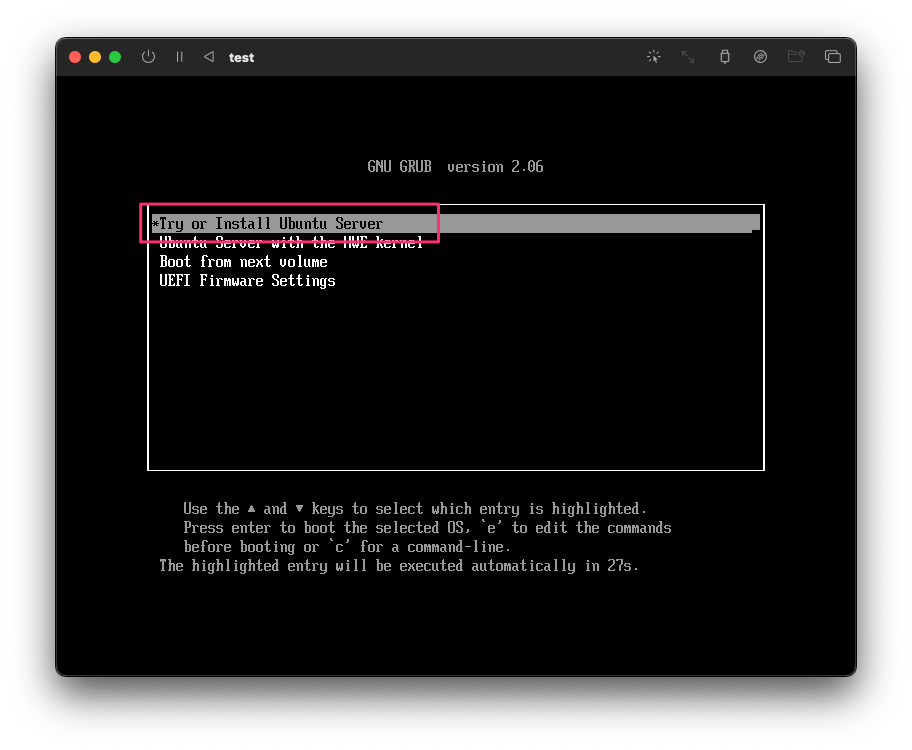 test
GNU GRUB version 2.06
*Try or Install Ubuntu Server
Ubuntu Server with the HWE kernel
Boot from next volume
UEFI Firmware Settings
Use the ▲ and ▼ keys to select which entry is highlighted.
Press enter to boot the selected OS, `e' to edit the commands
before booting or `c' for a command-line.
The highlighted entry will be executed automatically in 27s.